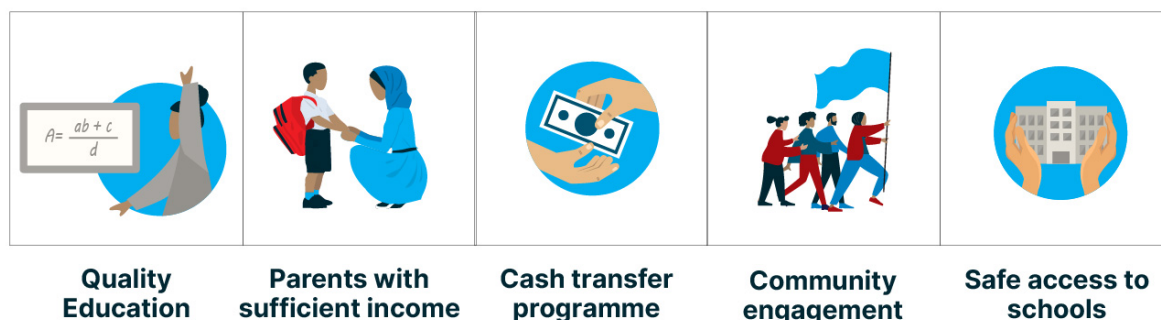 A= ab + c
d
Quality
Education
Parents with
sufficient income
Cash transfer
programme
Community
engagement
Safe access to
schools